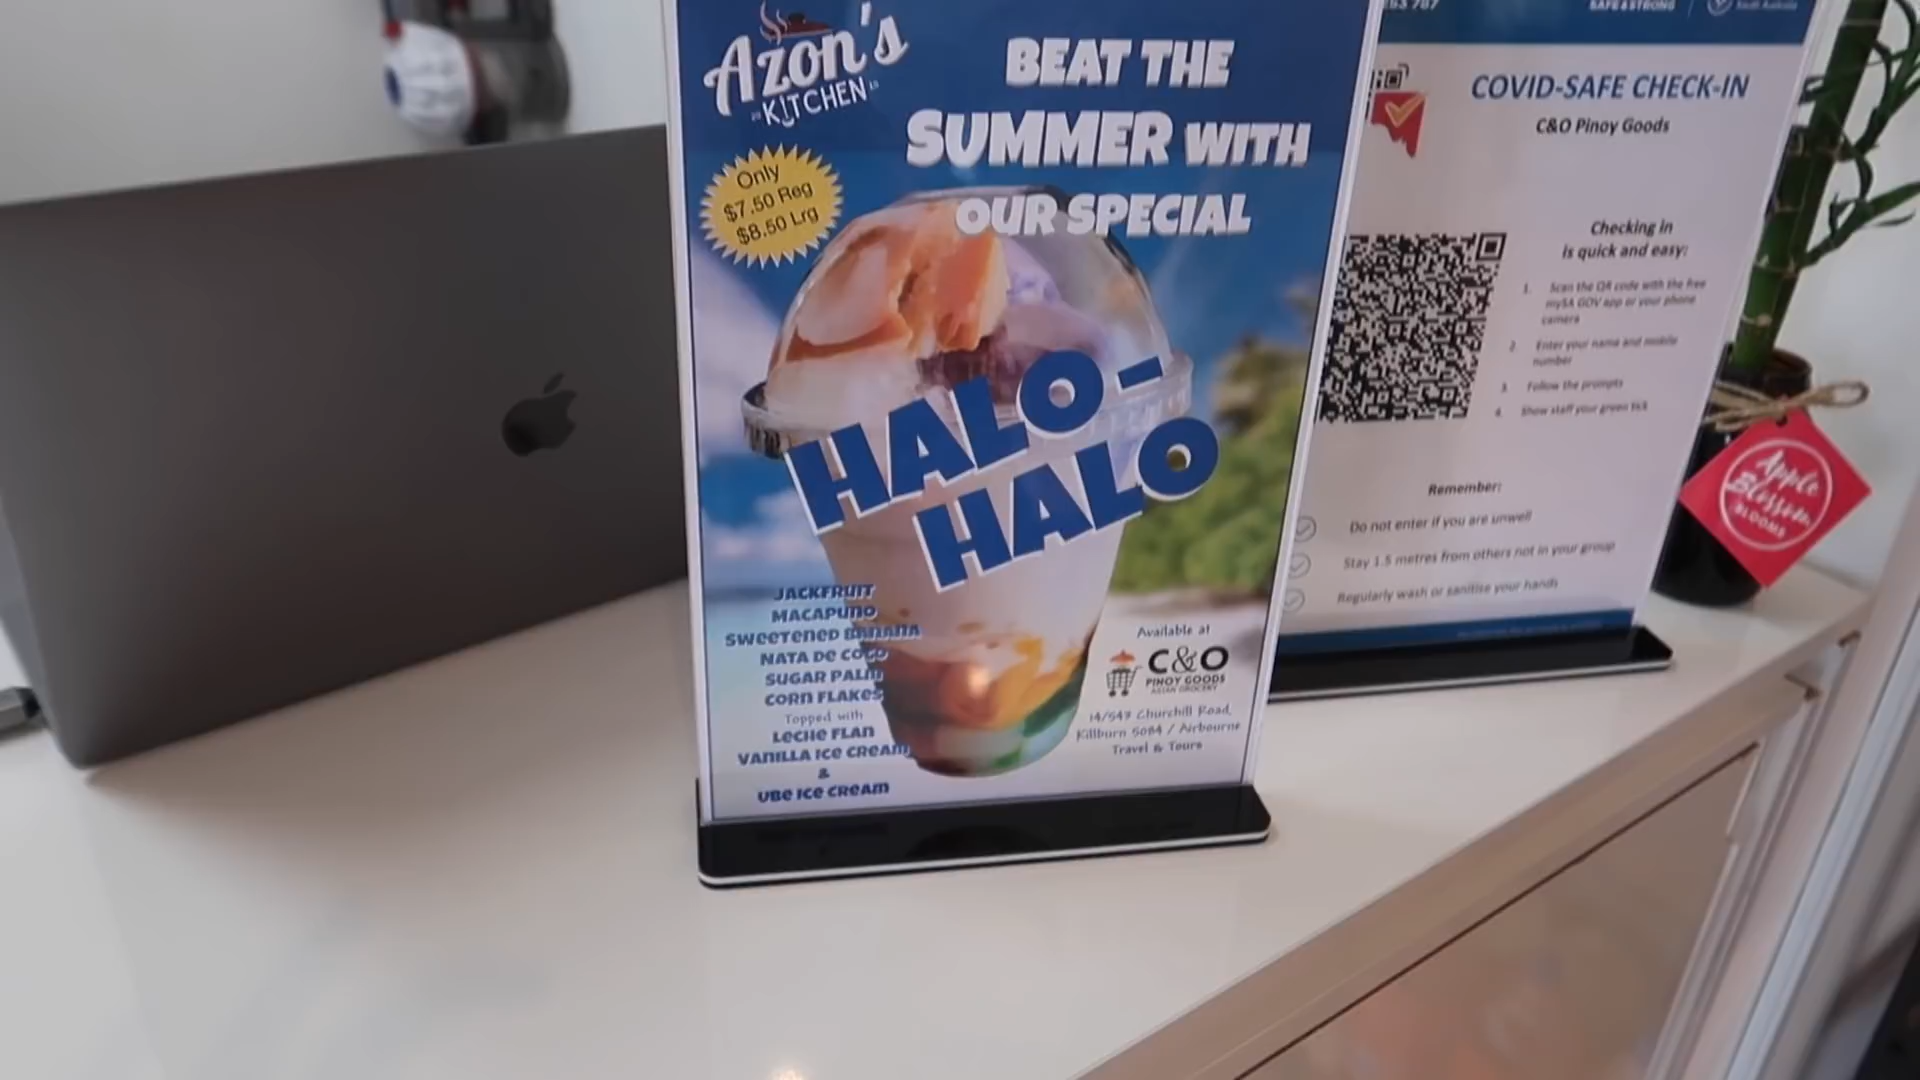 Azon's
KITCHEN
BEAT THE
SUMMER WITH
OUR SPECIAL
Only
$7.50 Reg
$8.50 Lrg
HALO-
HALO
JACKFRUIT
MACAPUNO
SWEETENED BANANA
NATA DE COCO
SUGAR PALM
CORN FLAKES
Topped with
LECHE FLAN
VANILLA ICE CREAM
&
UBE ICE CREAM
Available at
C&O
PINOY GOODS
ASIAN GROCERY
14/547 Churchill Road,
Killburn 5084 / Airbourne
Travel & Tours
SAFE & STRONG
South Australia
COVID-SAFE CHECK-IN
C&O Pinoy Goods
Checking in
is quick and easy:
1. Scan the QR code with the free
mySA GOV app or your phone
camera
2. Enter your name and mobile
number
3. Follow the prompts
4. Show staff your green tick
Remember:
Do not enter if you are unwell
Stay 1.5 metres from others not in your group
Regularly wash or sanitise your hands
Apple
Blossom
BLOOMS